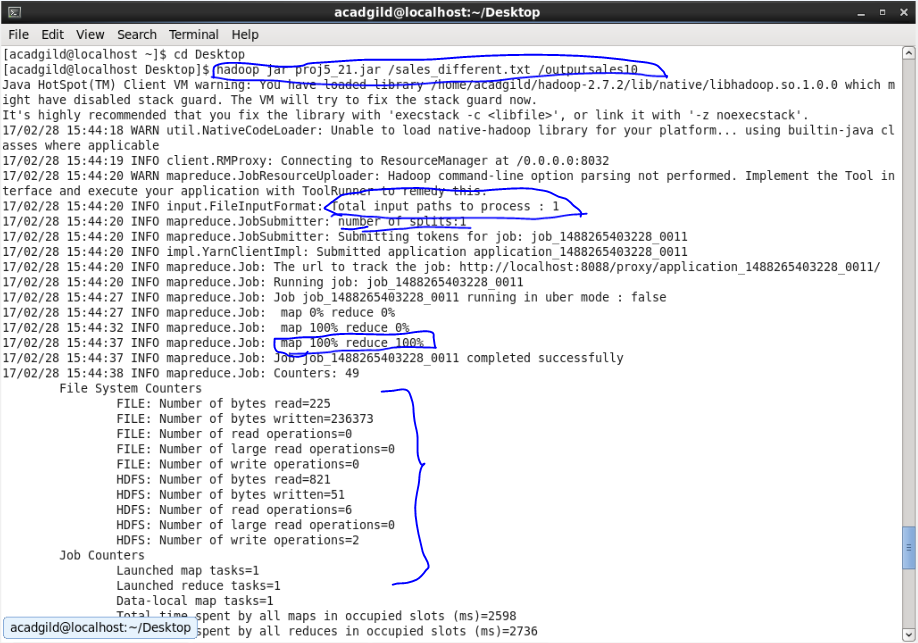 acadgild@localhost:~/Desktop
File Edit View Search Terminal Help
[acadgild@localhost ~]$ cd Desktop
[acadgild@localhost Desktop]$ hadoop jar proj5_21.jar /sales_different.txt /outputsales10
Java HotSpot(TM) Client VM warning: You have loaded library /home/acadgild/hadoop-2.7.2/lib/native/libhadoop.so.1.0.0 which m
ight have disabled stack guard. The VM will try to fix the stack guard now.
It's highly recommended that you fix the library with 'execstack -c <libfile>', or link it with '-z noexecstack'.
17/02/28 15:44:18 WARN util.NativeCodeLoader: Unable to load native-hadoop library for your platform... using builtin-java cl
asses where applicable
17/02/28 15:44:19 INFO client.RMProxy: Connecting to ResourceManager at /0.0.0.0:8032
17/02/28 15:44:20 WARN mapreduce.JobResourceUploader: Hadoop command-line option parsing not performed. Implement the Tool in
terface and execute your application with ToolRunner to remedy this.
17/02/28 15:44:20 INFO input.FileInputFormat: Total input paths to process : 1
17/02/28 15:44:20 INFO mapreduce.JobSubmitter: number of splits:1
17/02/28 15:44:20 INFO mapreduce.JobSubmitter: Submitting tokens for job: job_1488265403228_0011
17/02/28 15:44:20 INFO impl.YarnClientImpl: Submitted application application_1488265403228_0011
17/02/28 15:44:20 INFO mapreduce.Job: The url to track the job: http://localhost:8088/proxy/application_1488265403228_0011/
17/02/28 15:44:20 INFO mapreduce.Job: Running job: job_1488265403228_0011
17/02/28 15:44:27 INFO mapreduce.Job: Job job_1488265403228_0011 running in uber mode : false
17/02/28 15:44:27 INFO mapreduce.Job:  map 0% reduce 0%
17/02/28 15:44:32 INFO mapreduce.Job:  map 100% reduce 0%
17/02/28 15:44:37 INFO mapreduce.Job:  map 100% reduce 100%
17/02/28 15:44:37 INFO mapreduce.Job: Job job_1488265403228_0011 completed successfully
17/02/28 15:44:38 INFO mapreduce.Job: Counters: 49
File System Counters
FILE: Number of bytes read=225
FILE: Number of bytes written=236373
FILE: Number of read operations=0
FILE: Number of large read operations=0
FILE: Number of write operations=0
HDFS: Number of bytes read=821
HDFS: Number of bytes written=51
HDFS: Number of read operations=6
HDFS: Number of large read operations=0
HDFS: Number of write operations=2
Job Counters
Launched map tasks=1
Launched reduce tasks=1
Data-local map tasks=1
Total time spent by all maps in occupied slots (ms)=2598
spent by all reduces in occupied slots (ms)=2736
acadgild@localhost:~/Desktop